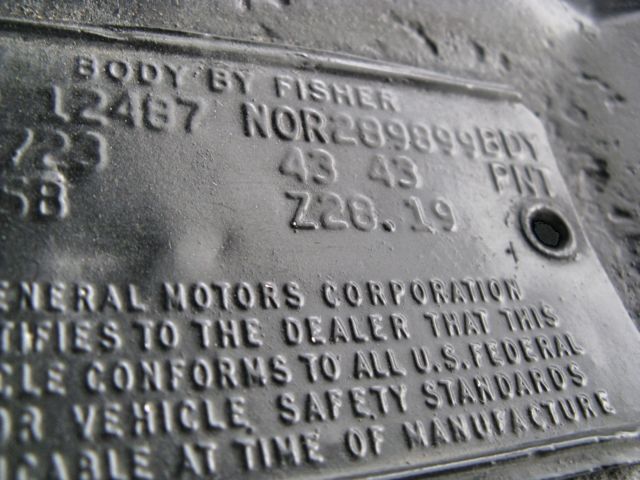 BODY BY FISHER
12487 NOR289899BDY
723 43 43 PNT
58 Z28.19
ENERAL MOTORS CORPORATION
TIFIES TO THE DEALER THAT THIS
CLE CONFORMS TO ALL U.S. FEDERAL
OR VEHICLE SAFETY STANDARDS
ICABLE AT TIME OF MANUFACTURE